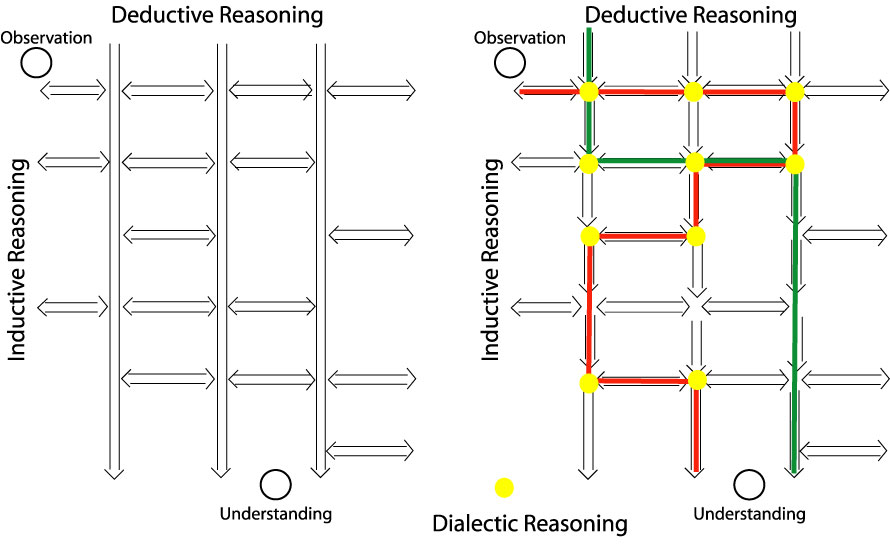 Deductive Reasoning
Observation
Inductive Reasoning
Understanding
Deductive Reasoning
Observation
Inductive Reasoning
Understanding
Dialectic Reasoning